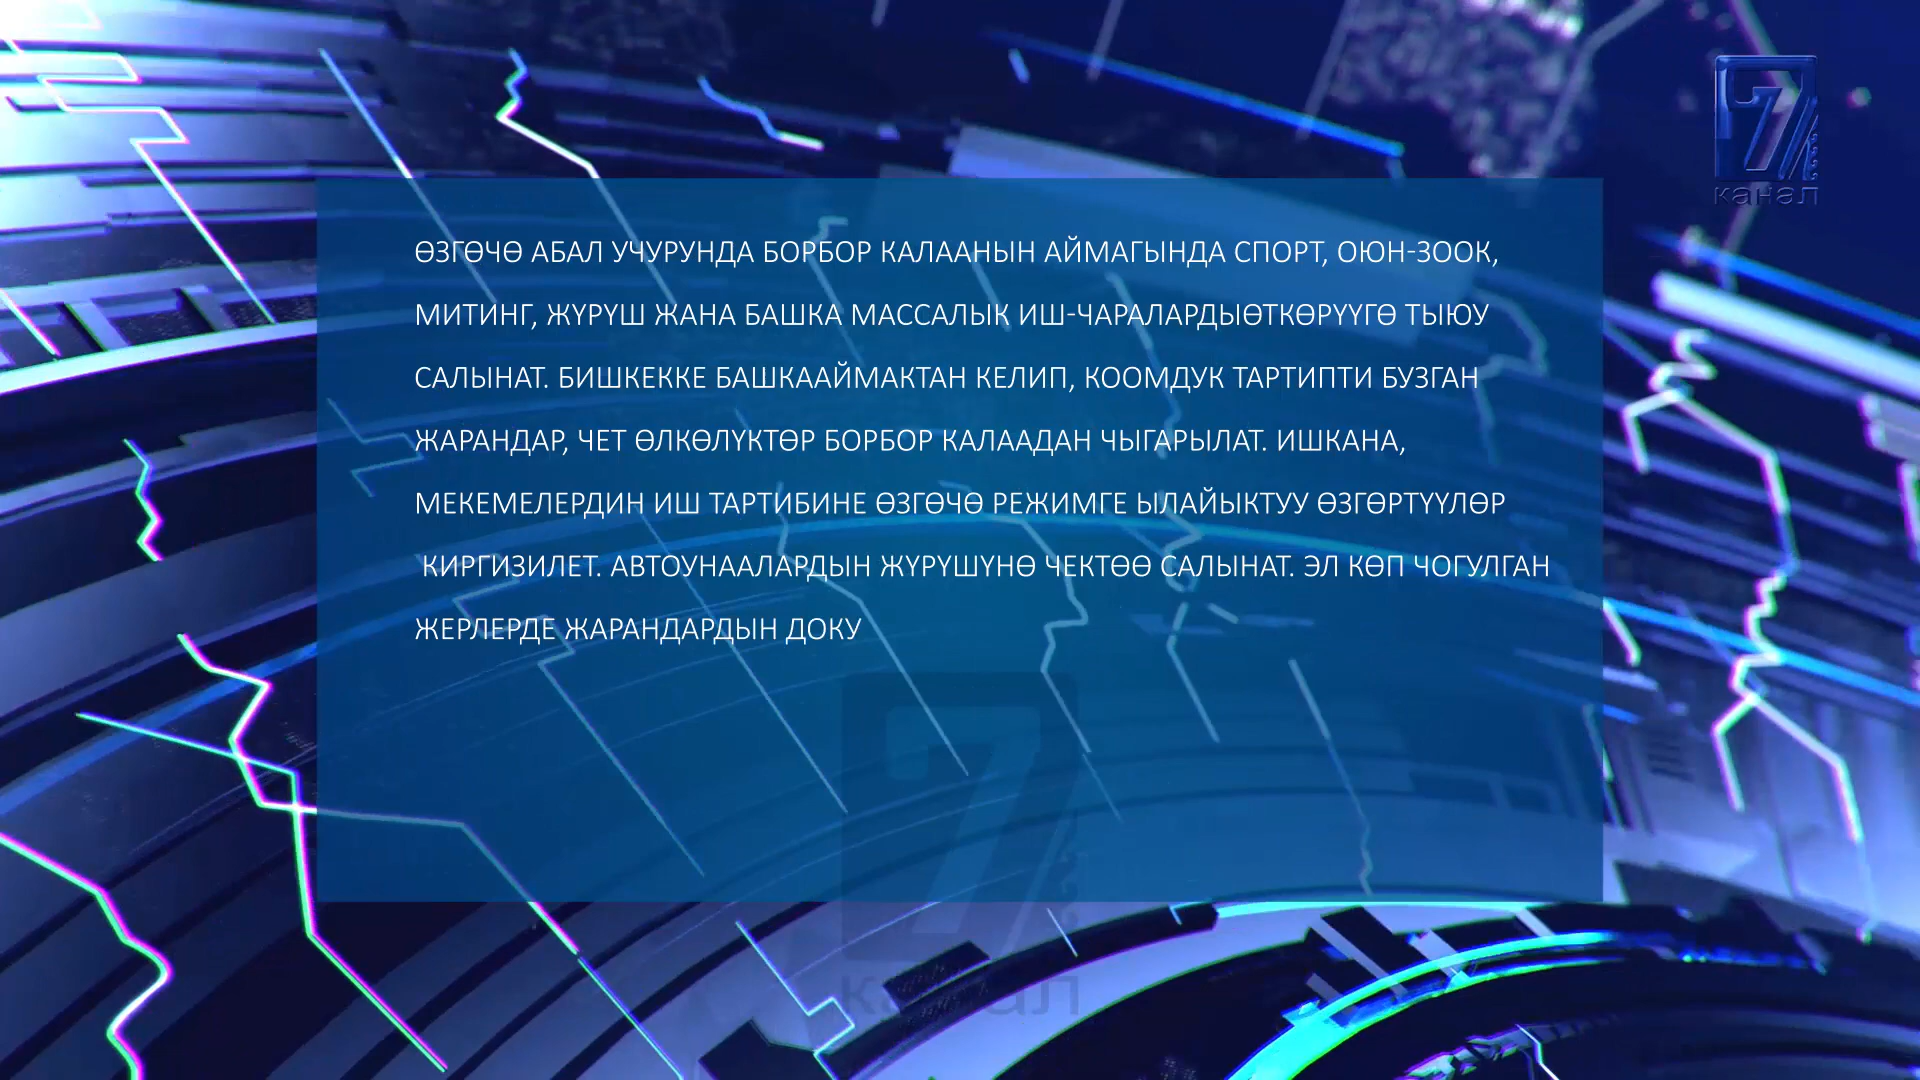 7
канал
ӨЗГӨЧӨ АБАЛ УЧУРУНДА БОРБОР КАЛААНЫН АЙМАГЫНДА СПОРТ, ОЮН-ЗООК,
МИТИНГ, ЖҮРҮШ ЖАНА БАШКА МАССАЛЫК ИШ-ЧАРАЛАРДЫӨТКӨРҮҮГӨ ТЫЮУ
САЛЫНАТ. БИШКЕККЕ БАШКААЙМАКТАН КЕЛИП, КООМДУК ТАРТИПТИ БУЗГАН
ЖАРАНДАР, ЧЕТ ӨЛКӨЛҮКТӨР БОРБОР КАЛААДАН ЧЫГАРЫЛАТ. ИШКАНА,
МЕКЕМЕЛЕРДИН ИШ ТАРТИБИНЕ ӨЗГӨЧӨ РЕЖИМГЕ ЫЛАЙЫКТУУ ӨЗГӨРТҮҮЛӨР
КИРГИЗИЛЕТ. АВТОУНААЛАРДЫН ЖҮРҮШҮНӨ ЧЕКТӨӨ САЛЫНАТ. ЭЛ КӨП ЧОГУЛГАН
ЖЕРЛЕРДЕ ЖАРАНДАРДЫН ДОКУ
7
канал